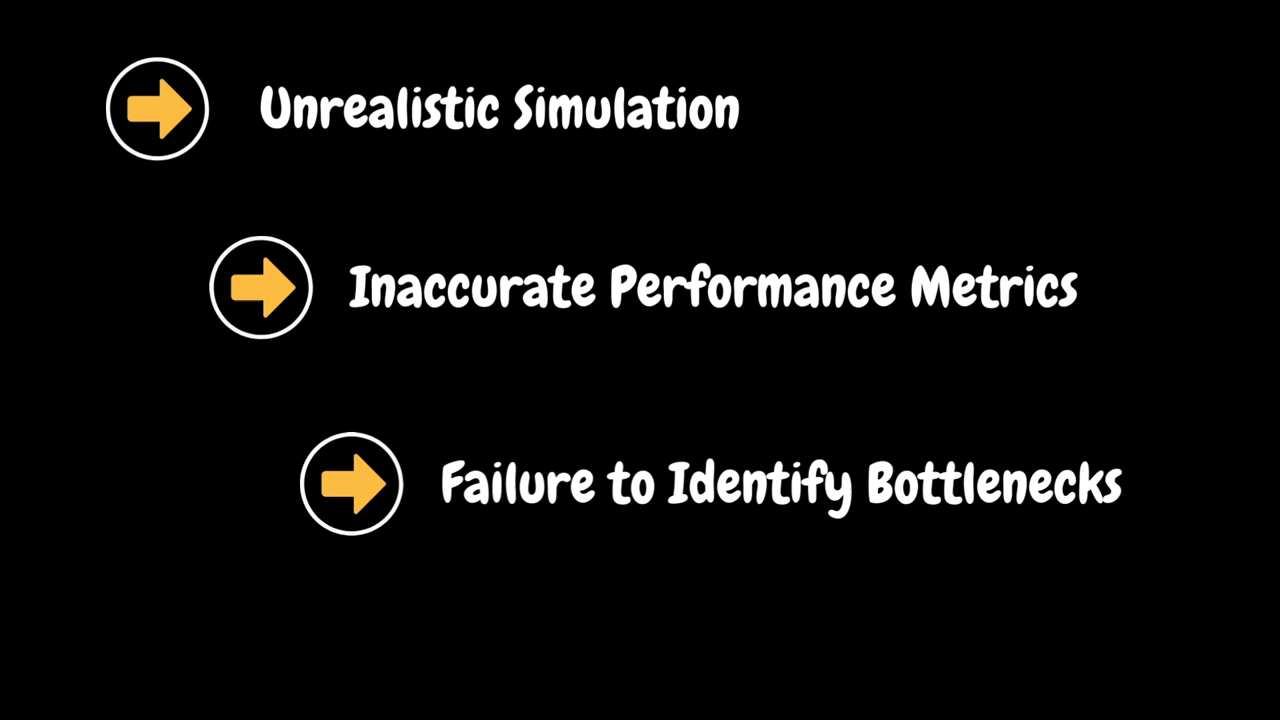 Unrealistic Simulation
Inaccurate Performance Metrics
Failure to Identify Bottlenecks